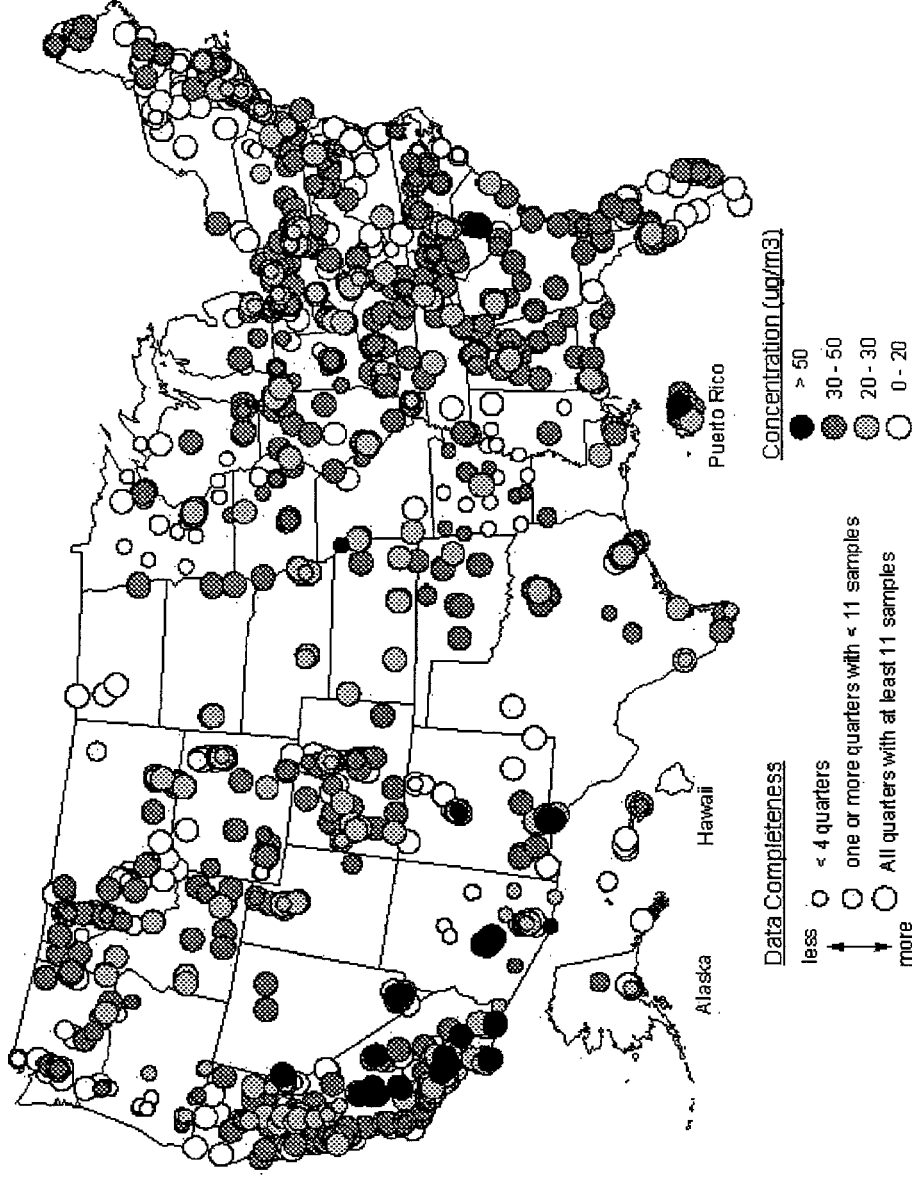 Puerto Rico
Hawaii
Alaska
Concentration (ug/m3)
> 50
30 - 50
20 - 30
0 - 20
Data Completeness
less
< 4 quarters
one or more quarters with < 11 samples
All quarters with at least 11 samples
more